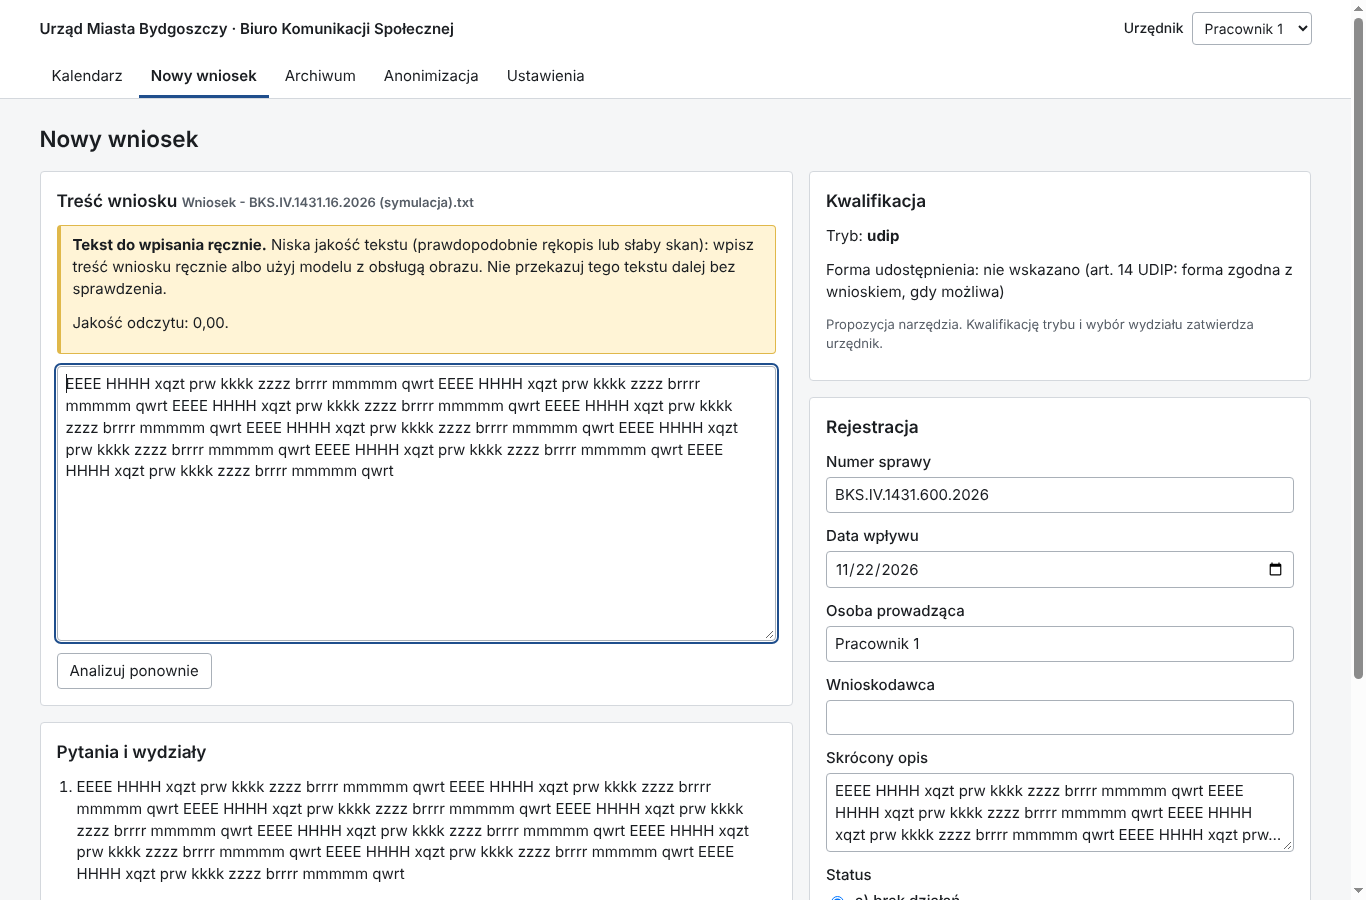 Urząd Miasta Bydgoszczy · Biuro Komunikacji Społecznej
Urzędnik
Pracownik 1
Kalendarz
Nowy wniosek
Archiwum
Anonimizacja
Ustawienia
Nowy wniosek
Treść wniosku Wniosek - BKS.IV.1431.16.2026 (symulacja).txt
Tekst do wpisania ręcznie. Niska jakość tekstu (prawdopodobnie rękopis lub słaby skan): wpisz
treść wniosku ręcznie albo użyj modelu z obsługą obrazu. Nie przekazuj tego tekstu dalej bez
sprawdzenia.
Jakość odczytu: 0,00.
EEEE HHHH xqzt prw kkkk zzzz brrrr mmmmm qwrt EEEE HHHH xqzt prw kkkk zzzz brrrr
mmmmm qwrt EEEE HHHH xqzt prw kkkk zzzz brrrr mmmmm qwrt EEEE HHHH xqzt prw kkkk
zzzz brrrr mmmmm qwrt EEEE HHHH xqzt prw kkkk zzzz brrrr mmmmm qwrt EEEE HHHH xqzt
prw kkkk zzzz brrrr mmmmm qwrt EEEE HHHH xqzt prw kkkk zzzz brrrr mmmmm qwrt EEEE
HHHH xqzt prw kkkk zzzz brrrr mmmmm qwrt
Analizuj ponownie
Pytania i wydziały
1. EEEE HHHH xqzt prw kkkk zzzz brrrr mmmmm qwrt EEEE HHHH xqzt prw kkkk zzzz brrrr
mmmmm qwrt EEEE HHHH xqzt prw kkkk zzzz brrrr mmmmm qwrt EEEE HHHH xqzt prw kkkk
zzzz brrrr mmmmm qwrt EEEE HHHH xqzt prw kkkk zzzz brrrr mmmmm qwrt EEEE HHHH xqzt
prw kkkk zzzz brrrr mmmmm qwrt EEEE HHHH xqzt prw kkkk zzzz brrrr mmmmm qwrt EEEE
HHHH xqzt prw kkkk zzzz brrrr mmmmm qwrt
Kwalifikacja
Tryb: udip
Forma udostępnienia: nie wskazano (art. 14 UDIP: forma zgodna z
wnioskiem, gdy możliwa)
Propozycja narzędzia. Kwalifikację trybu i wybór wydziału zatwierdza
urzędnik.
Rejestracja
Numer sprawy
BKS.IV.1431.600.2026
Data wpływu
11/22/2026
Osoba prowadząca
Pracownik 1
Wnioskodawca
Skrócony opis
EEEE HHHH xqzt prw kkkk zzzz brrrr mmmmm qwrt EEEE
HHHH xqzt prw kkkk zzzz brrrr mmmmm qwrt EEEE HHHH
xqzt prw kkkk zzzz brrrr mmmmm qwrt EEEE HHHH xqzt prw...
Status
a) brak działań